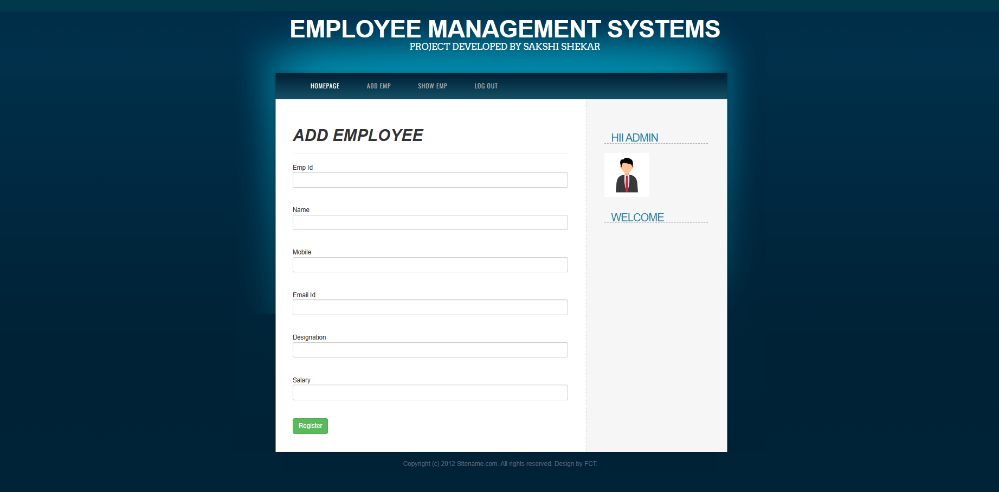 EMPLOYEE MANAGEMENT SYSTEMS
PROJECT DEVELOPED BY SAKSHI SHEKAR
HOMEPAGE ADD EMP SHOW EMP LOG OUT
ADD EMPLOYEE
Emp Id
Name
Mobile
Email Id
Designation
Salary
Register
HII ADMIN
WELCOME
Copyright (c) 2012 Sitename.com. All rights reserved. Design by FCT.